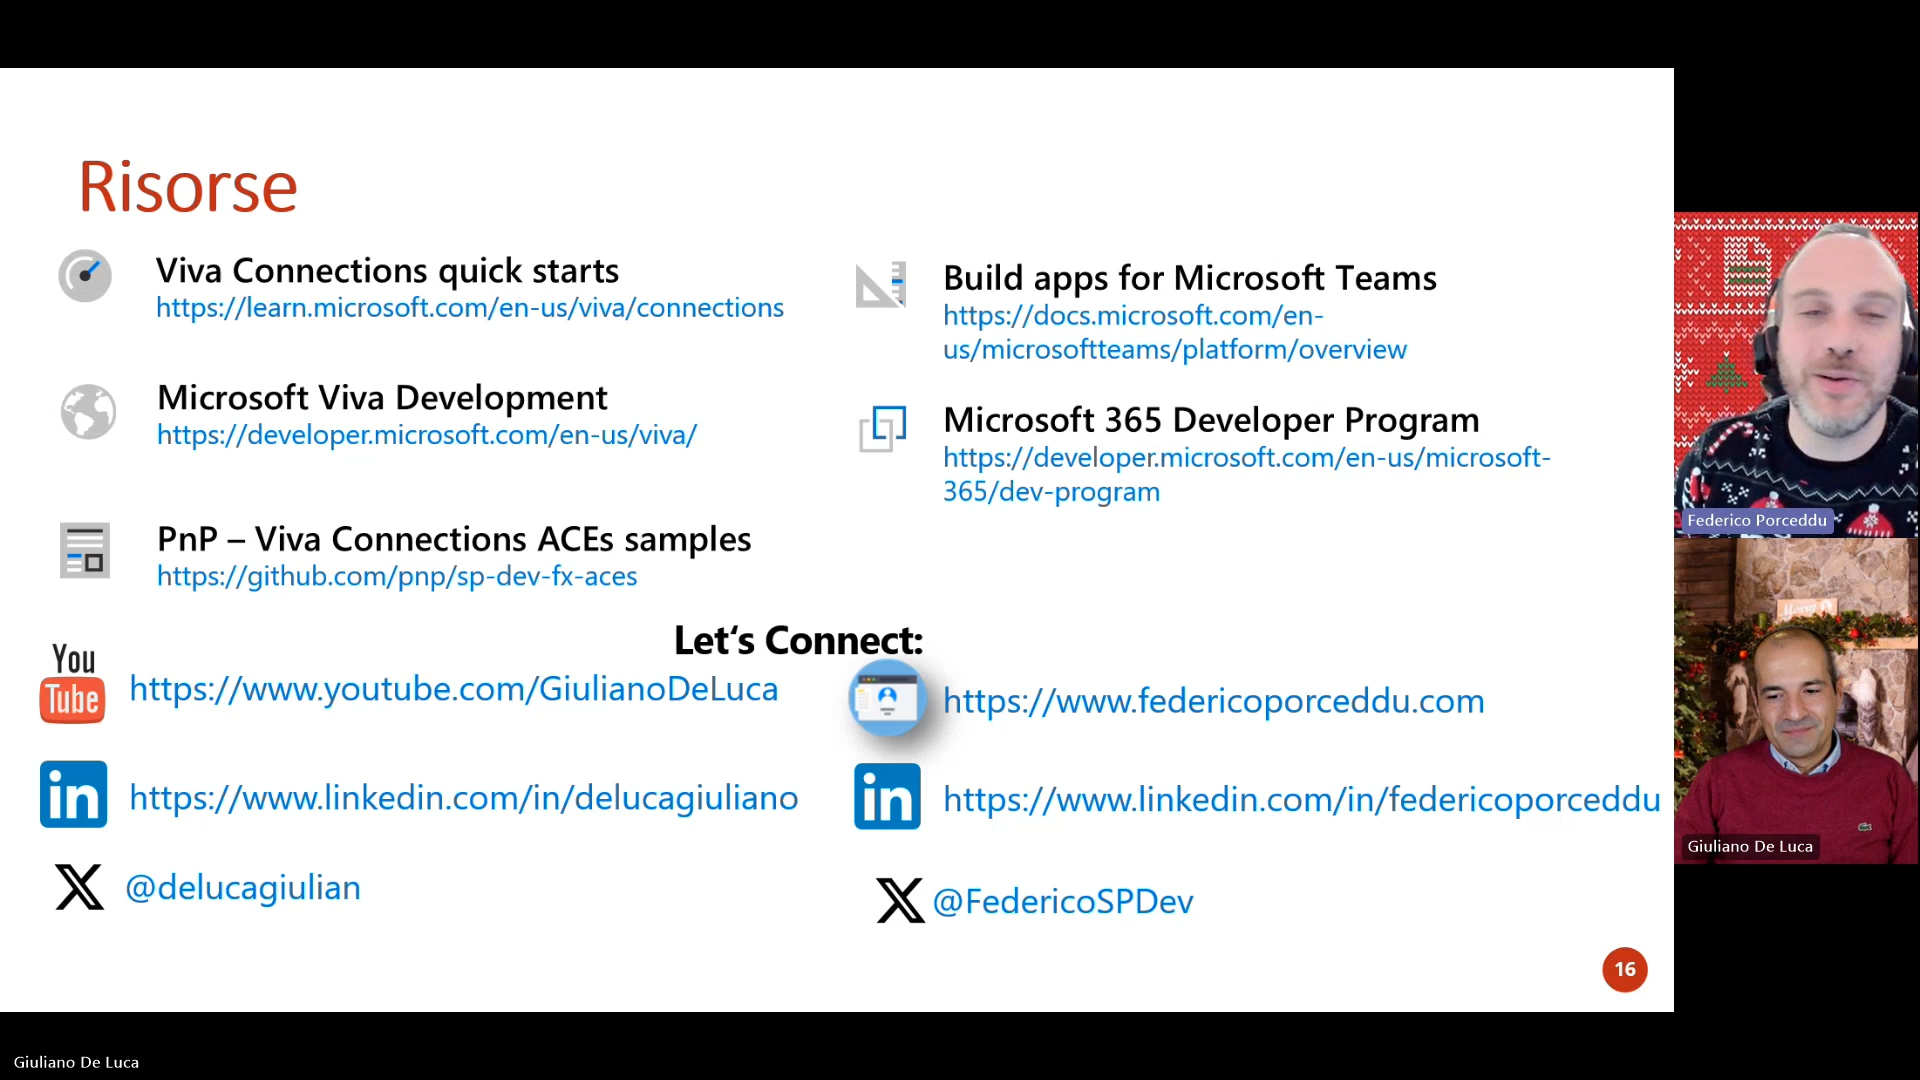 Risorse
Viva Connections quick starts
https://learn.microsoft.com/en-us/viva/connections
Microsoft Viva Development
https://developer.microsoft.com/en-us/viva/
PnP – Viva Connections ACEs samples
https://github.com/pnp/sp-dev-fx-aces
Build apps for Microsoft Teams
https://docs.microsoft.com/en-
us/microsoftteams/platform/overview
Microsoft 365 Developer Program
https://developer.microsoft.com/en-us/microsoft-
365/dev-program
Let‘s Connect:
You
Tube
https://www.youtube.com/GiulianoDeLuca
in
https://www.linkedin.com/in/delucagiuliano
X
@delucagiulian
https://www.federicoporceddu.com
in
https://www.linkedin.com/in/federicoporceddu
X
@FedericoSPDev
16
Federico Porceddu
Merry
Giuliano De Luca
Giuliano De Luca